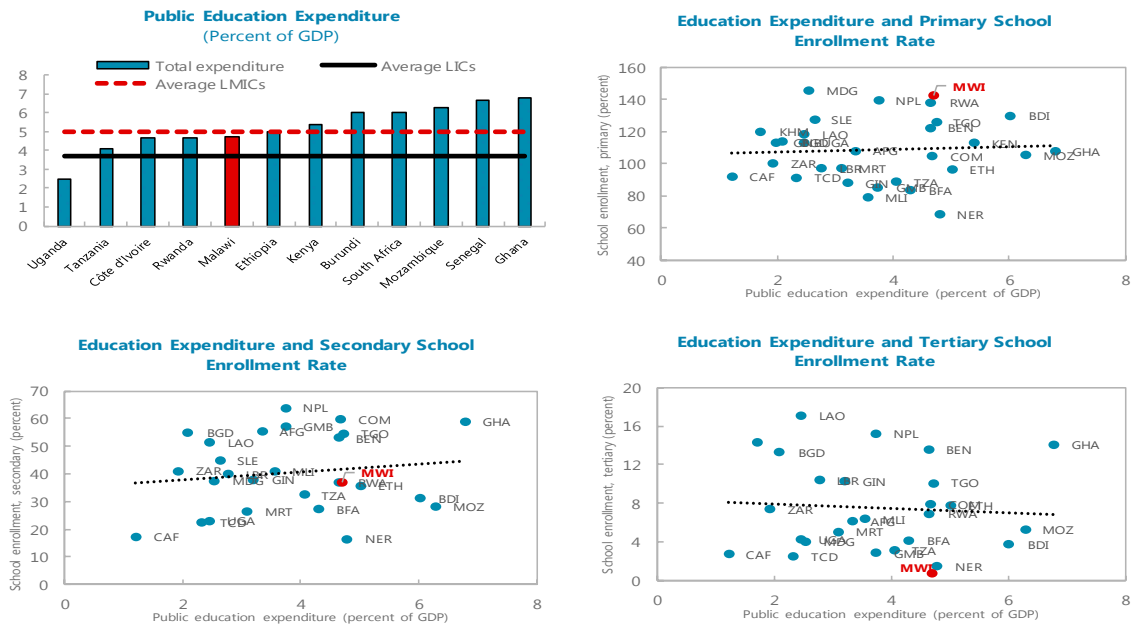 Public Education Expenditure
(Percent of GDP)
Total expenditure
Average LICs
Average LMICs
8
7
6
5
4
3
2
1
0
Uganda
Tanzania
Côte d'Ivoire
Rwanda
Malawi
Ethiopia
Kenya
Burundi
South Africa
Mozambique
Senegal
Ghana
Education Expenditure and Primary School
Enrollment Rate
School enrollment, primary (percent)
160
140
120
100
80
60
40
MWI
MDG
NPL
RWA
SLE
TGO
BDI
BEN
KHM
LAO
UGA
KEN
AFG
COM
MOZ
GHA
ZAR
LBR
MRT
ETH
CAF
TCD
GIN
TZA
GMB
BFA
MLI
NER
0
2
4
6
8
Public education expenditure (percent of GDP)
Education Expenditure and Secondary School
Enrollment Rate
School enrollment, secondary (percent)
70
60
50
40
30
20
10
0
NPL
COM
GHA
GMB
BGD
AFG
TGO
BEN
LAO
SLE
ZAR
LBR
MLI
MWI
MDG
GIN
RWA
ETH
TZA
BDI
MOZ
MRT
BFA
TCD
UGA
CAF
NER
0
2
4
6
8
Public education expenditure (percent of GDP)
Education Expenditure and Tertiary School
Enrollment Rate
School enrollment, tertiary (percent)
20
16
12
8
4
0
LAO
NPL
BGD
BEN
GHA
LBR
GIN
TGO
ZAR
COM
ETH
RWA
AFG
MLI
MRT
MOZ
UGA
MDG
BFA
BDI
CAF
TCD
GMB
TZA
MWI
NER
0
2
4
6
8
Public education expenditure (percent of GDP)